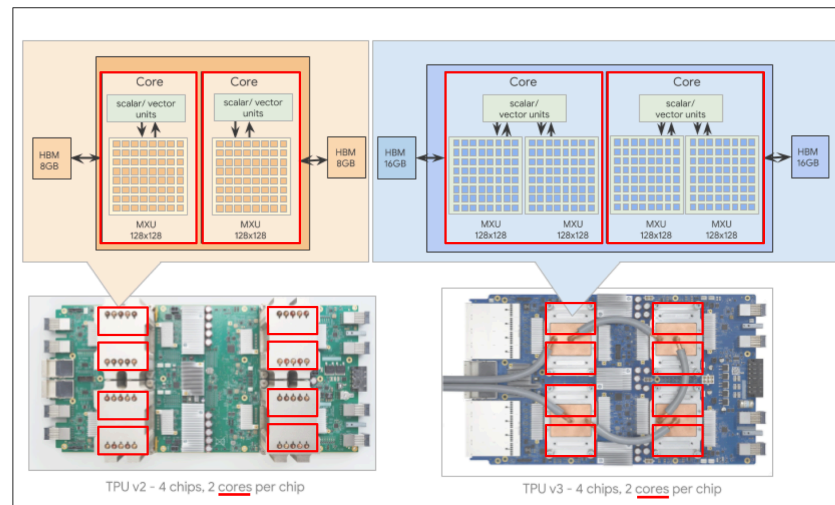 Core
scalar/ vector
units
HBM
8GB
MXU
128x128
Core
scalar/ vector
units
HBM
8GB
MXU
128x128
Core
scalar/
vector units
HBM
16GB
MXU
128x128
MXU
128x128
Core
scalar/
vector units
HBM
16GB
MXU
128x128
MXU
128x128
TPU v2 - 4 chips, 2 cores per chip
TPU v3 - 4 chips, 2 cores per chip